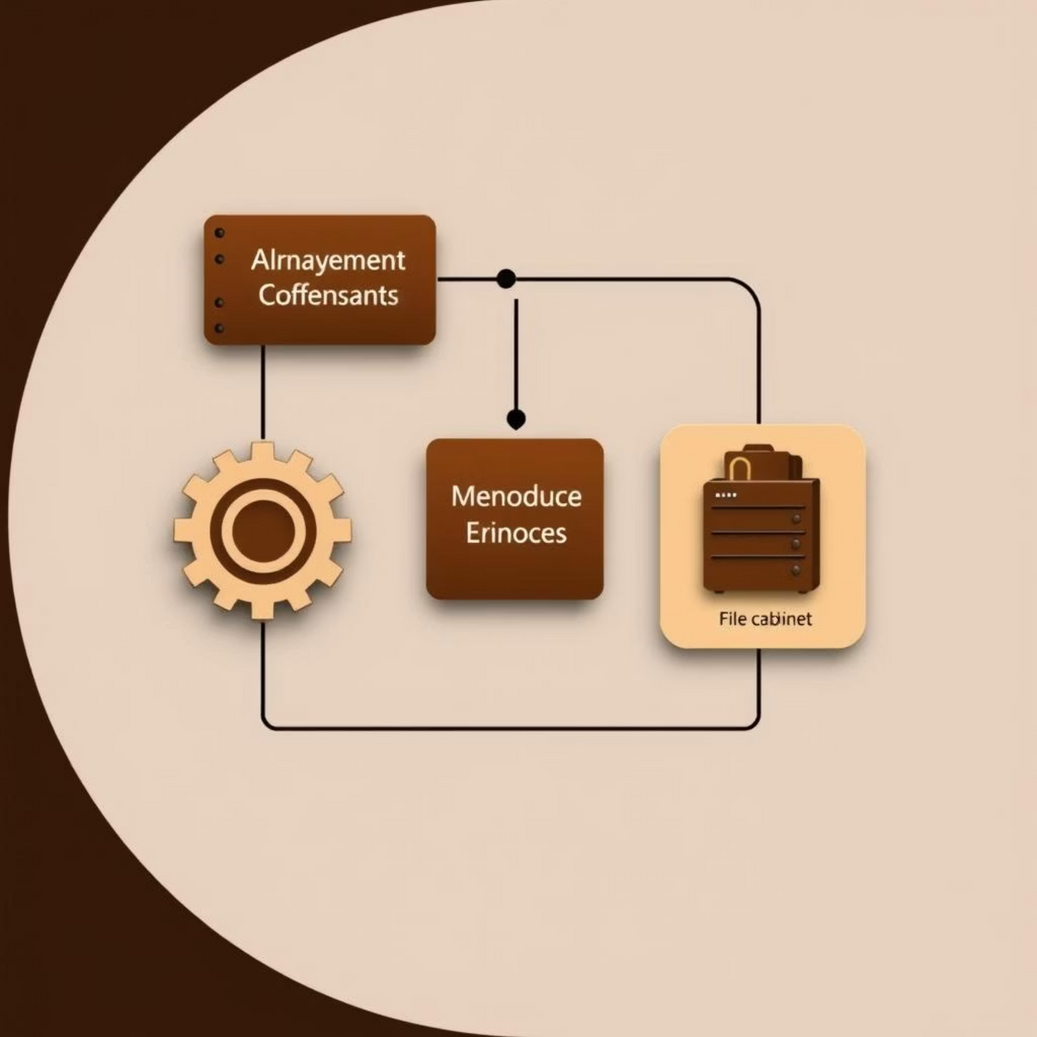 Alrnayement
Coffensants
Menoduce
Erinoces
File cabinet